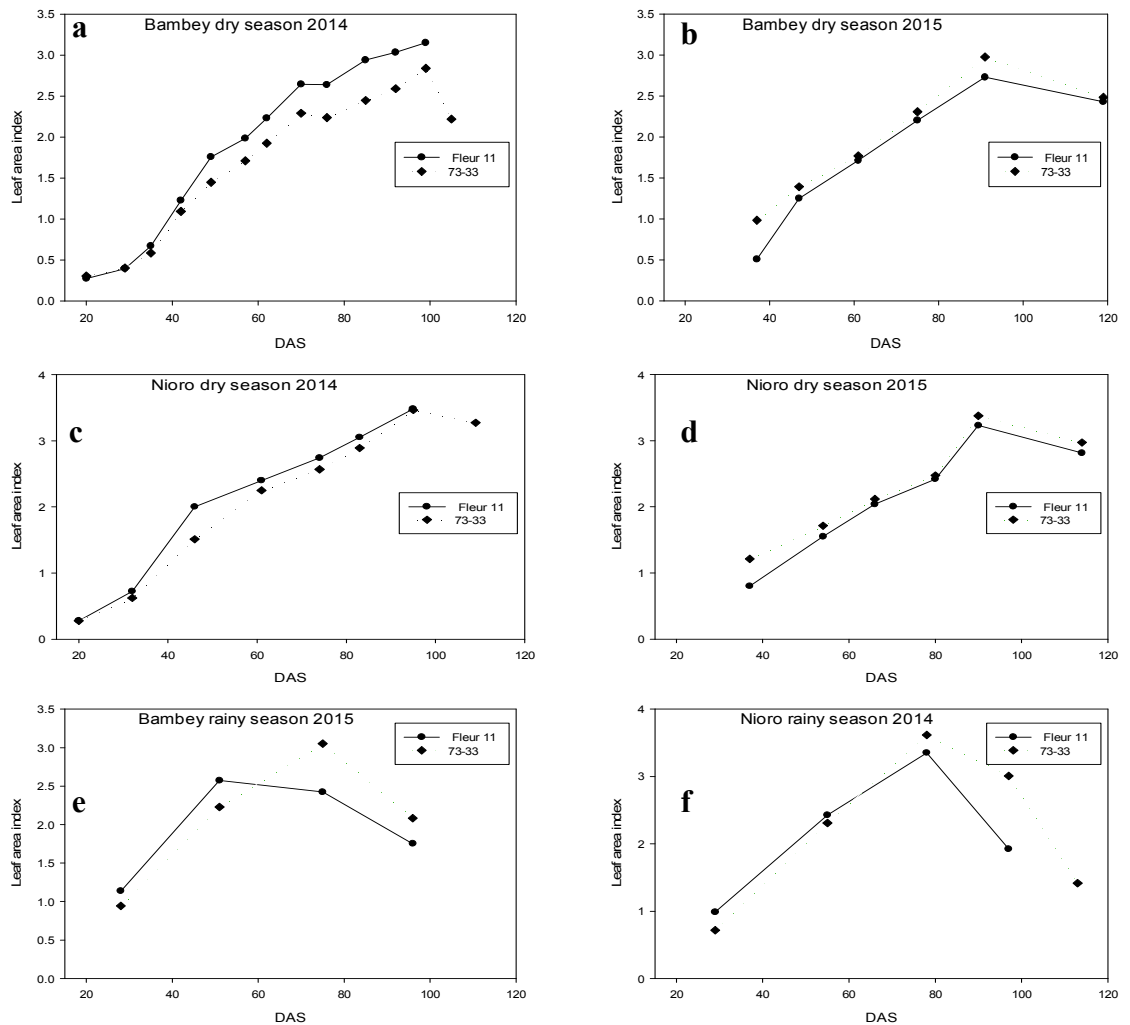 a
Bambey dry season 2014
3.5
3.0
2.5
2.0
1.5
1.0
0.5
0.0
Leaf area index
Fleur 11
73-33
20 40 60 80 100 120
DAS
b
Bambey dry season 2015
3.5
3.0
2.5
2.0
1.5
1.0
0.5
0.0
Leaf area index
Fleur 11
73-33
20 40 60 80 100 120
DAS
c
Nioro dry season 2014
4
3
2
1
0
Leaf area index
Fleur 11
73-33
20 40 60 80 100 120
DAS
d
Nioro dry season 2015
4
3
2
1
0
Leaf area index
Fleur 11
73-33
20 40 60 80 100 120
DAS
e
Bambey rainy season 2015
3.5
3.0
2.5
2.0
1.5
1.0
0.5
0.0
Leaf area index
Fleur 11
73-33
20 40 60 80 100 120
DAS
f
Nioro rainy season 2014
4
3
2
1
0
Leaf area index
Fleur 11
73-33
20 40 60 80 100 120
DAS